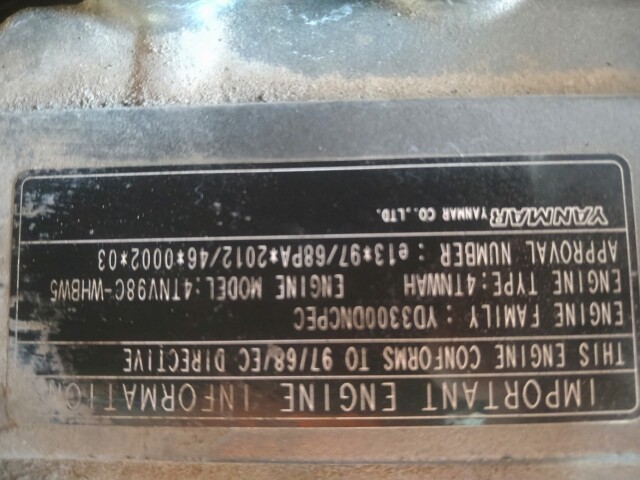 IMPORTANT ENGINE INFORMATION
THIS ENGINE CONFORMS TO 97/68/EC DIRECTIVE
ENGINE FAMILY : YD3300DNCPEC
ENGINE TYPE:4TNWAH ENGINE MODEL:4TNV98C-WHBW5
APPROVAL NUMBER : e13*97/68PA*2012/46*0002*03
YANMAR YANMAR CO.,LTD.